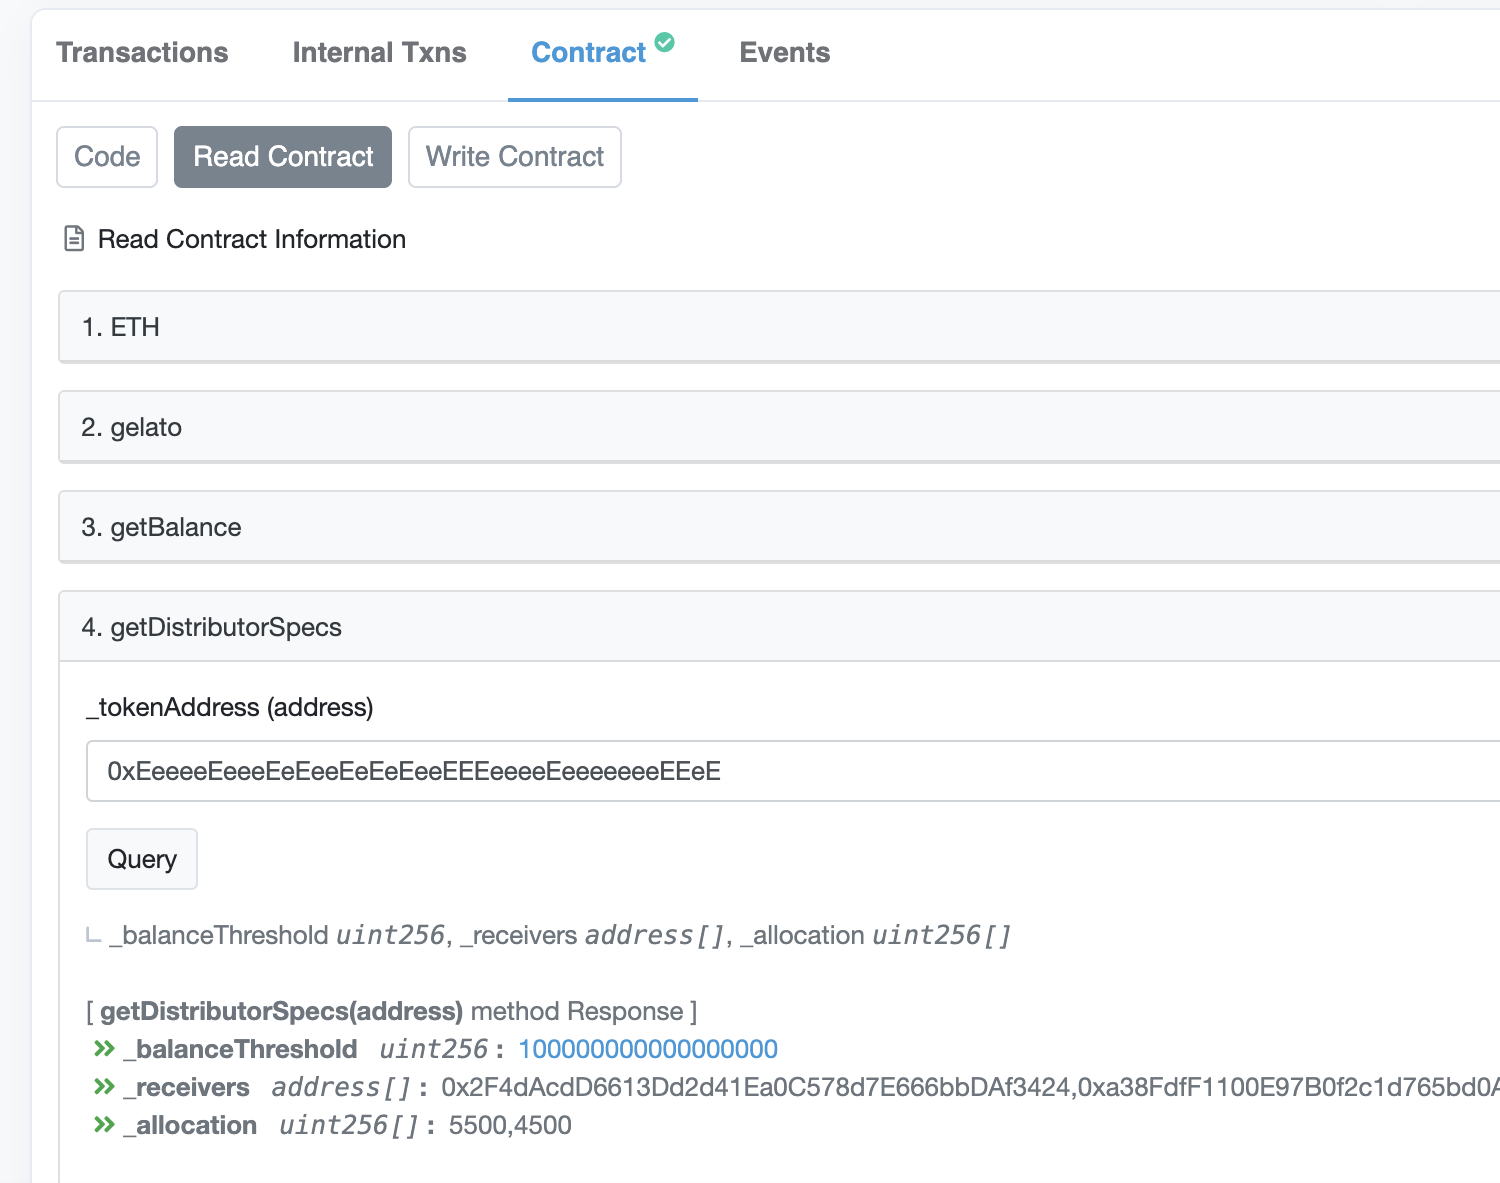 Transactions Internal Txns Contract Events
Code Read Contract Write Contract
Read Contract Information
1. ETH
2. gelato
3. getBalance
4. getDistributorSpecs
_tokenAddress (address)
0xEeeeeEeeeEeEeeEeEeEeeEEEeeeeEeeeeeeeEEeE
Query
_balanceThreshold uint256, _receivers address[], _allocation uint256[]
[ getDistributorSpecs(address) method Response ]
_balanceThreshold uint256 : 100000000000000000
_receivers address[] : 0x2F4dAcdD6613Dd2d41Ea0C578d7E666bbDAf3424,0xa38FdfF1100E97B0f2c1d765bd0A
_allocation uint256[] : 5500,4500